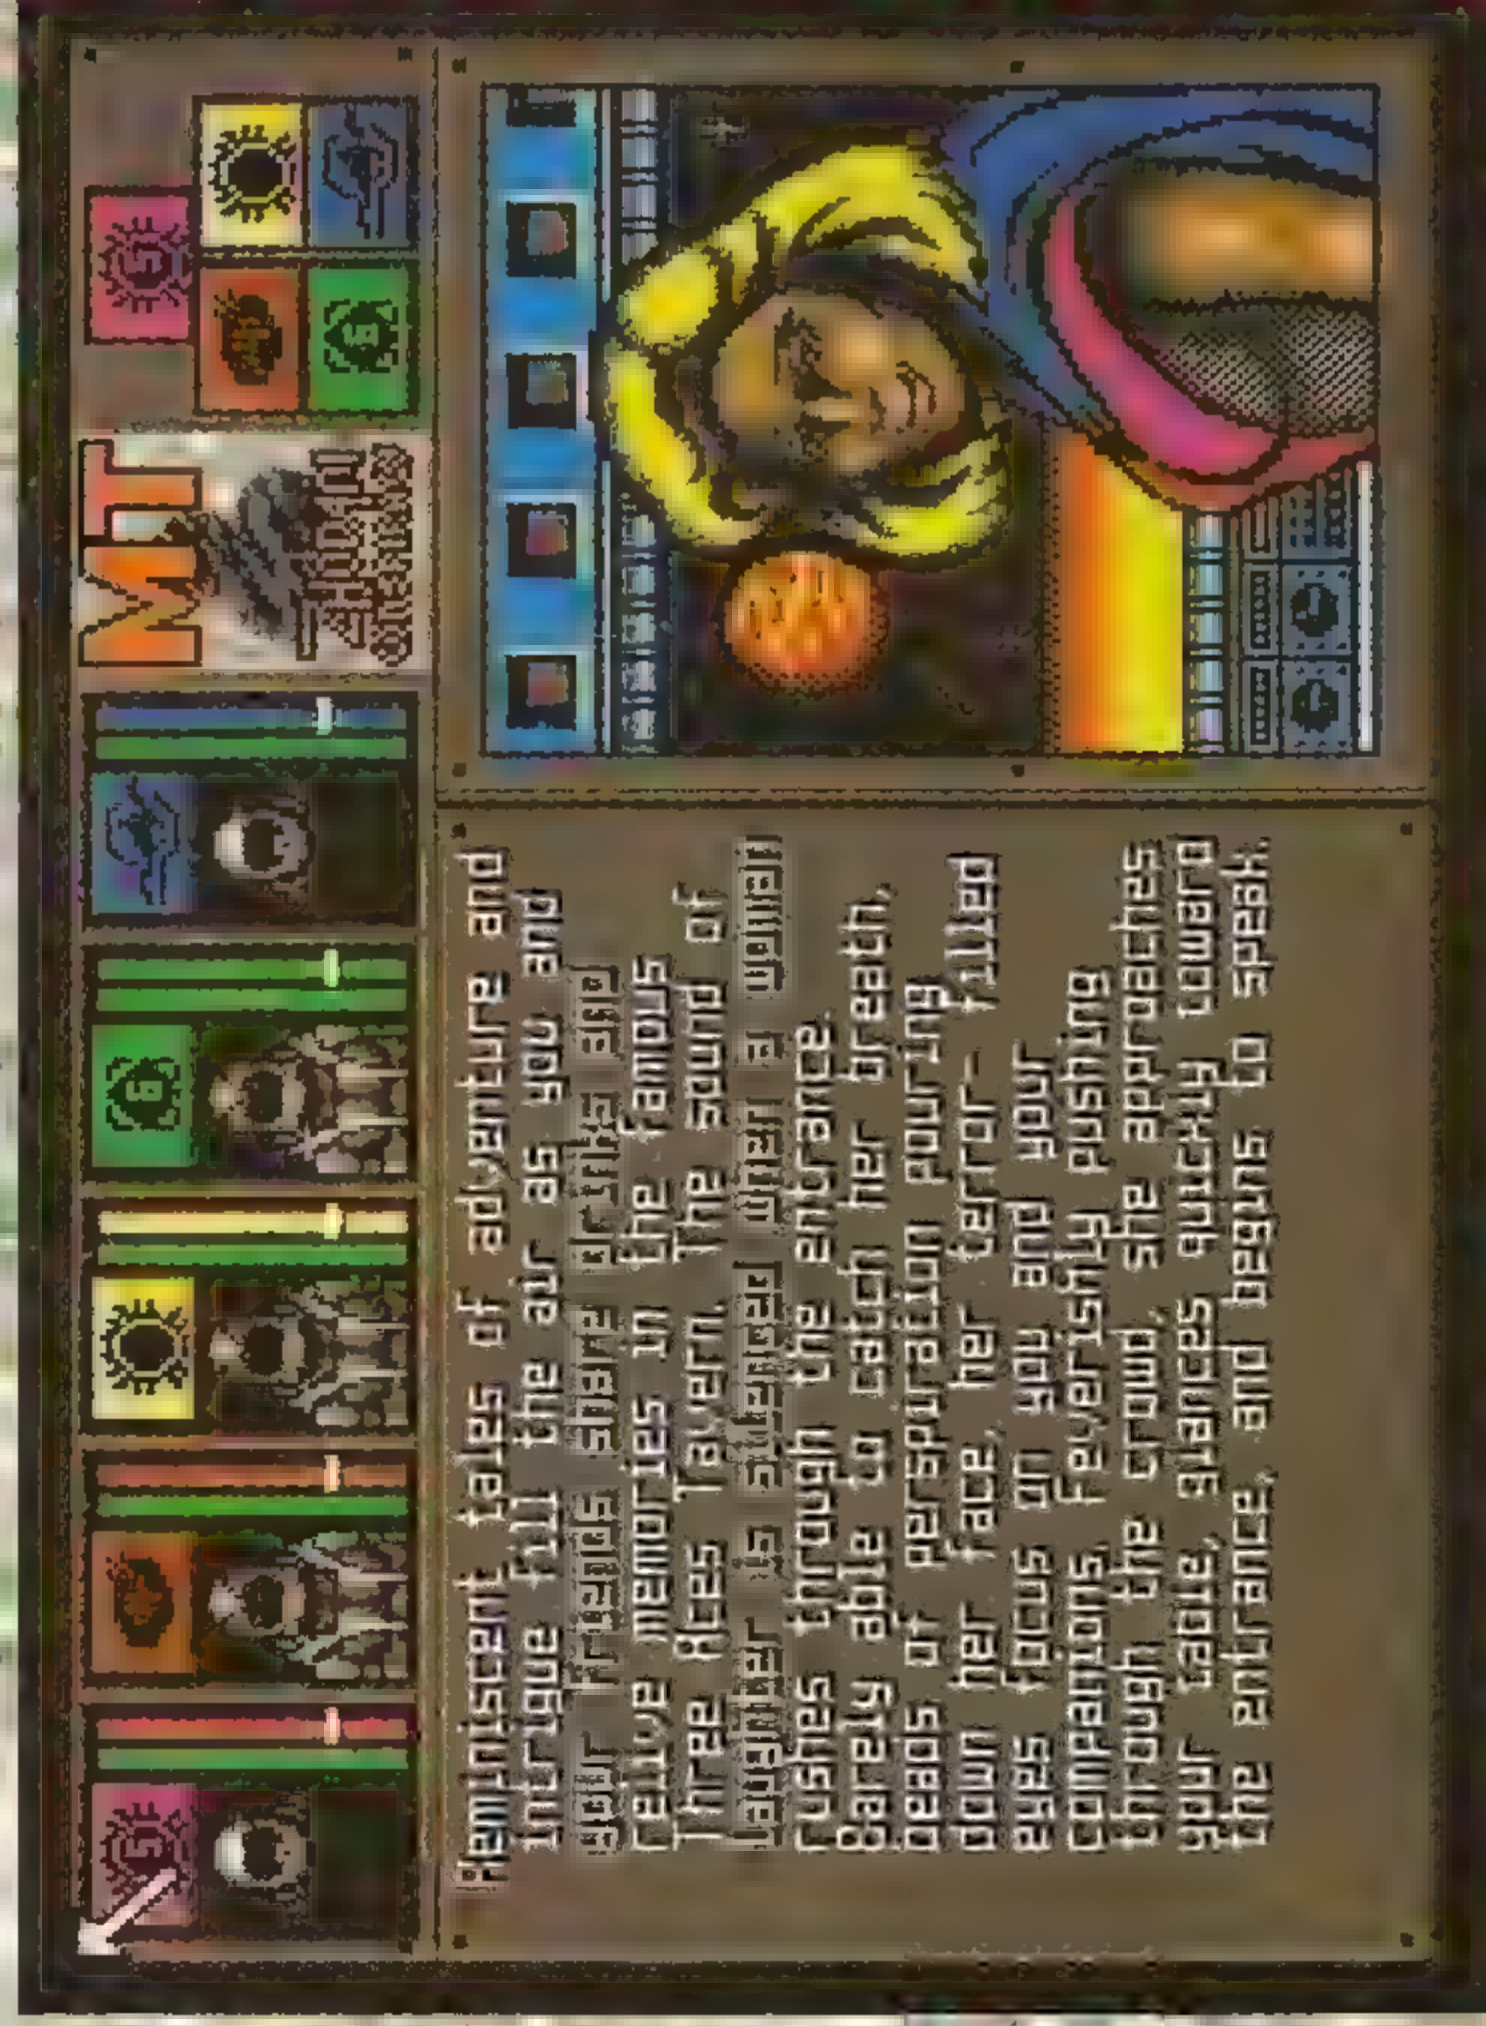 MIT
Reminiscent tales of adventure and
intrigue fill the air as you and
your friends share drinks and
relive memories in the famous
Three Aces Tavern. The sound of
laughter is silenced when a woman
rushes through the entrance.
Barely able to catch her breath,
beads of perspiration pouring
down her face, her terror- filled
eyes focus on you and your
companions. Feverishly pushing
through the crowd, she approaches
your table, glances quickly toward
the entrance, and begins to speak.